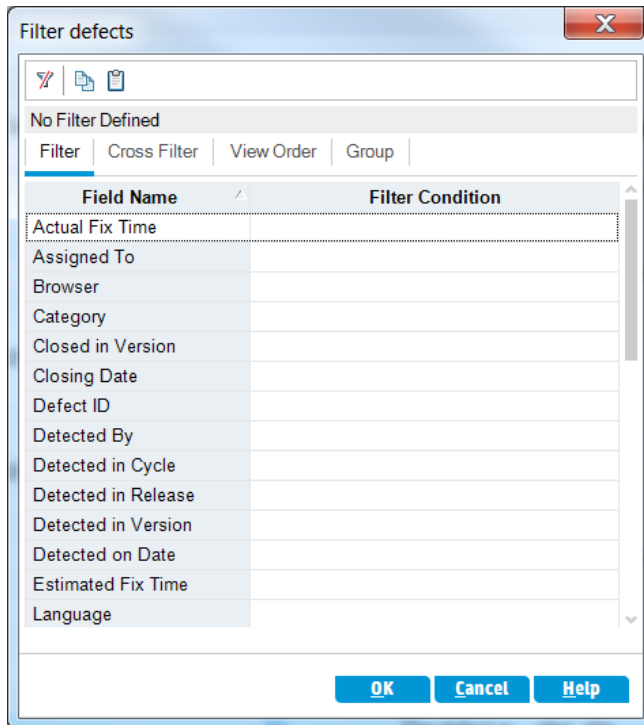 Filter defects
No Filter Defined
Filter Cross Filter View Order Group
Field Name Filter Condition
Actual Fix Time
Assigned To
Browser
Category
Closed in Version
Closing Date
Defect ID
Detected By
Detected in Cycle
Detected in Release
Detected in Version
Detected on Date
Estimated Fix Time
Language
OK Cancel Help